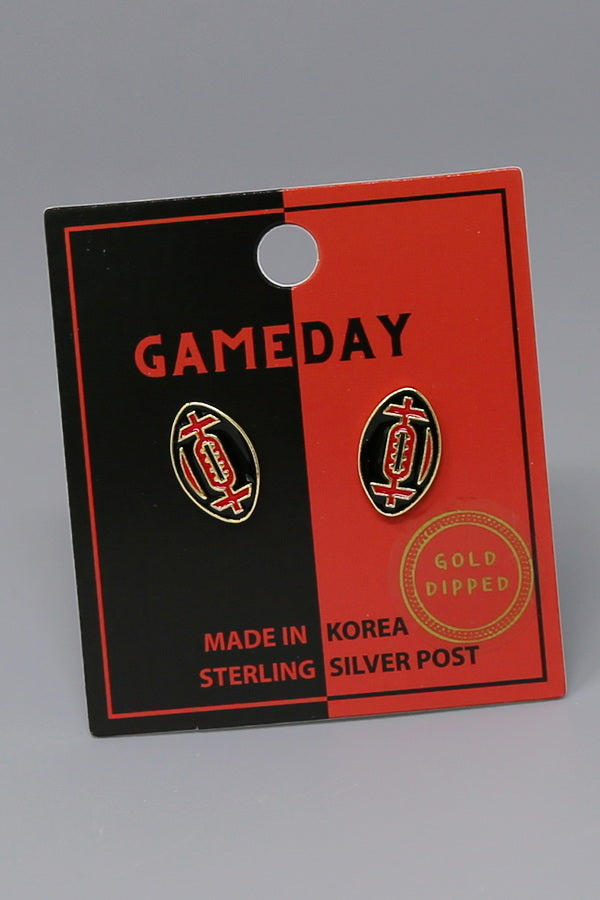 GAMEDAY
GOLD
DIPPED
MADE IN KOREA
STERLING SILVER POST